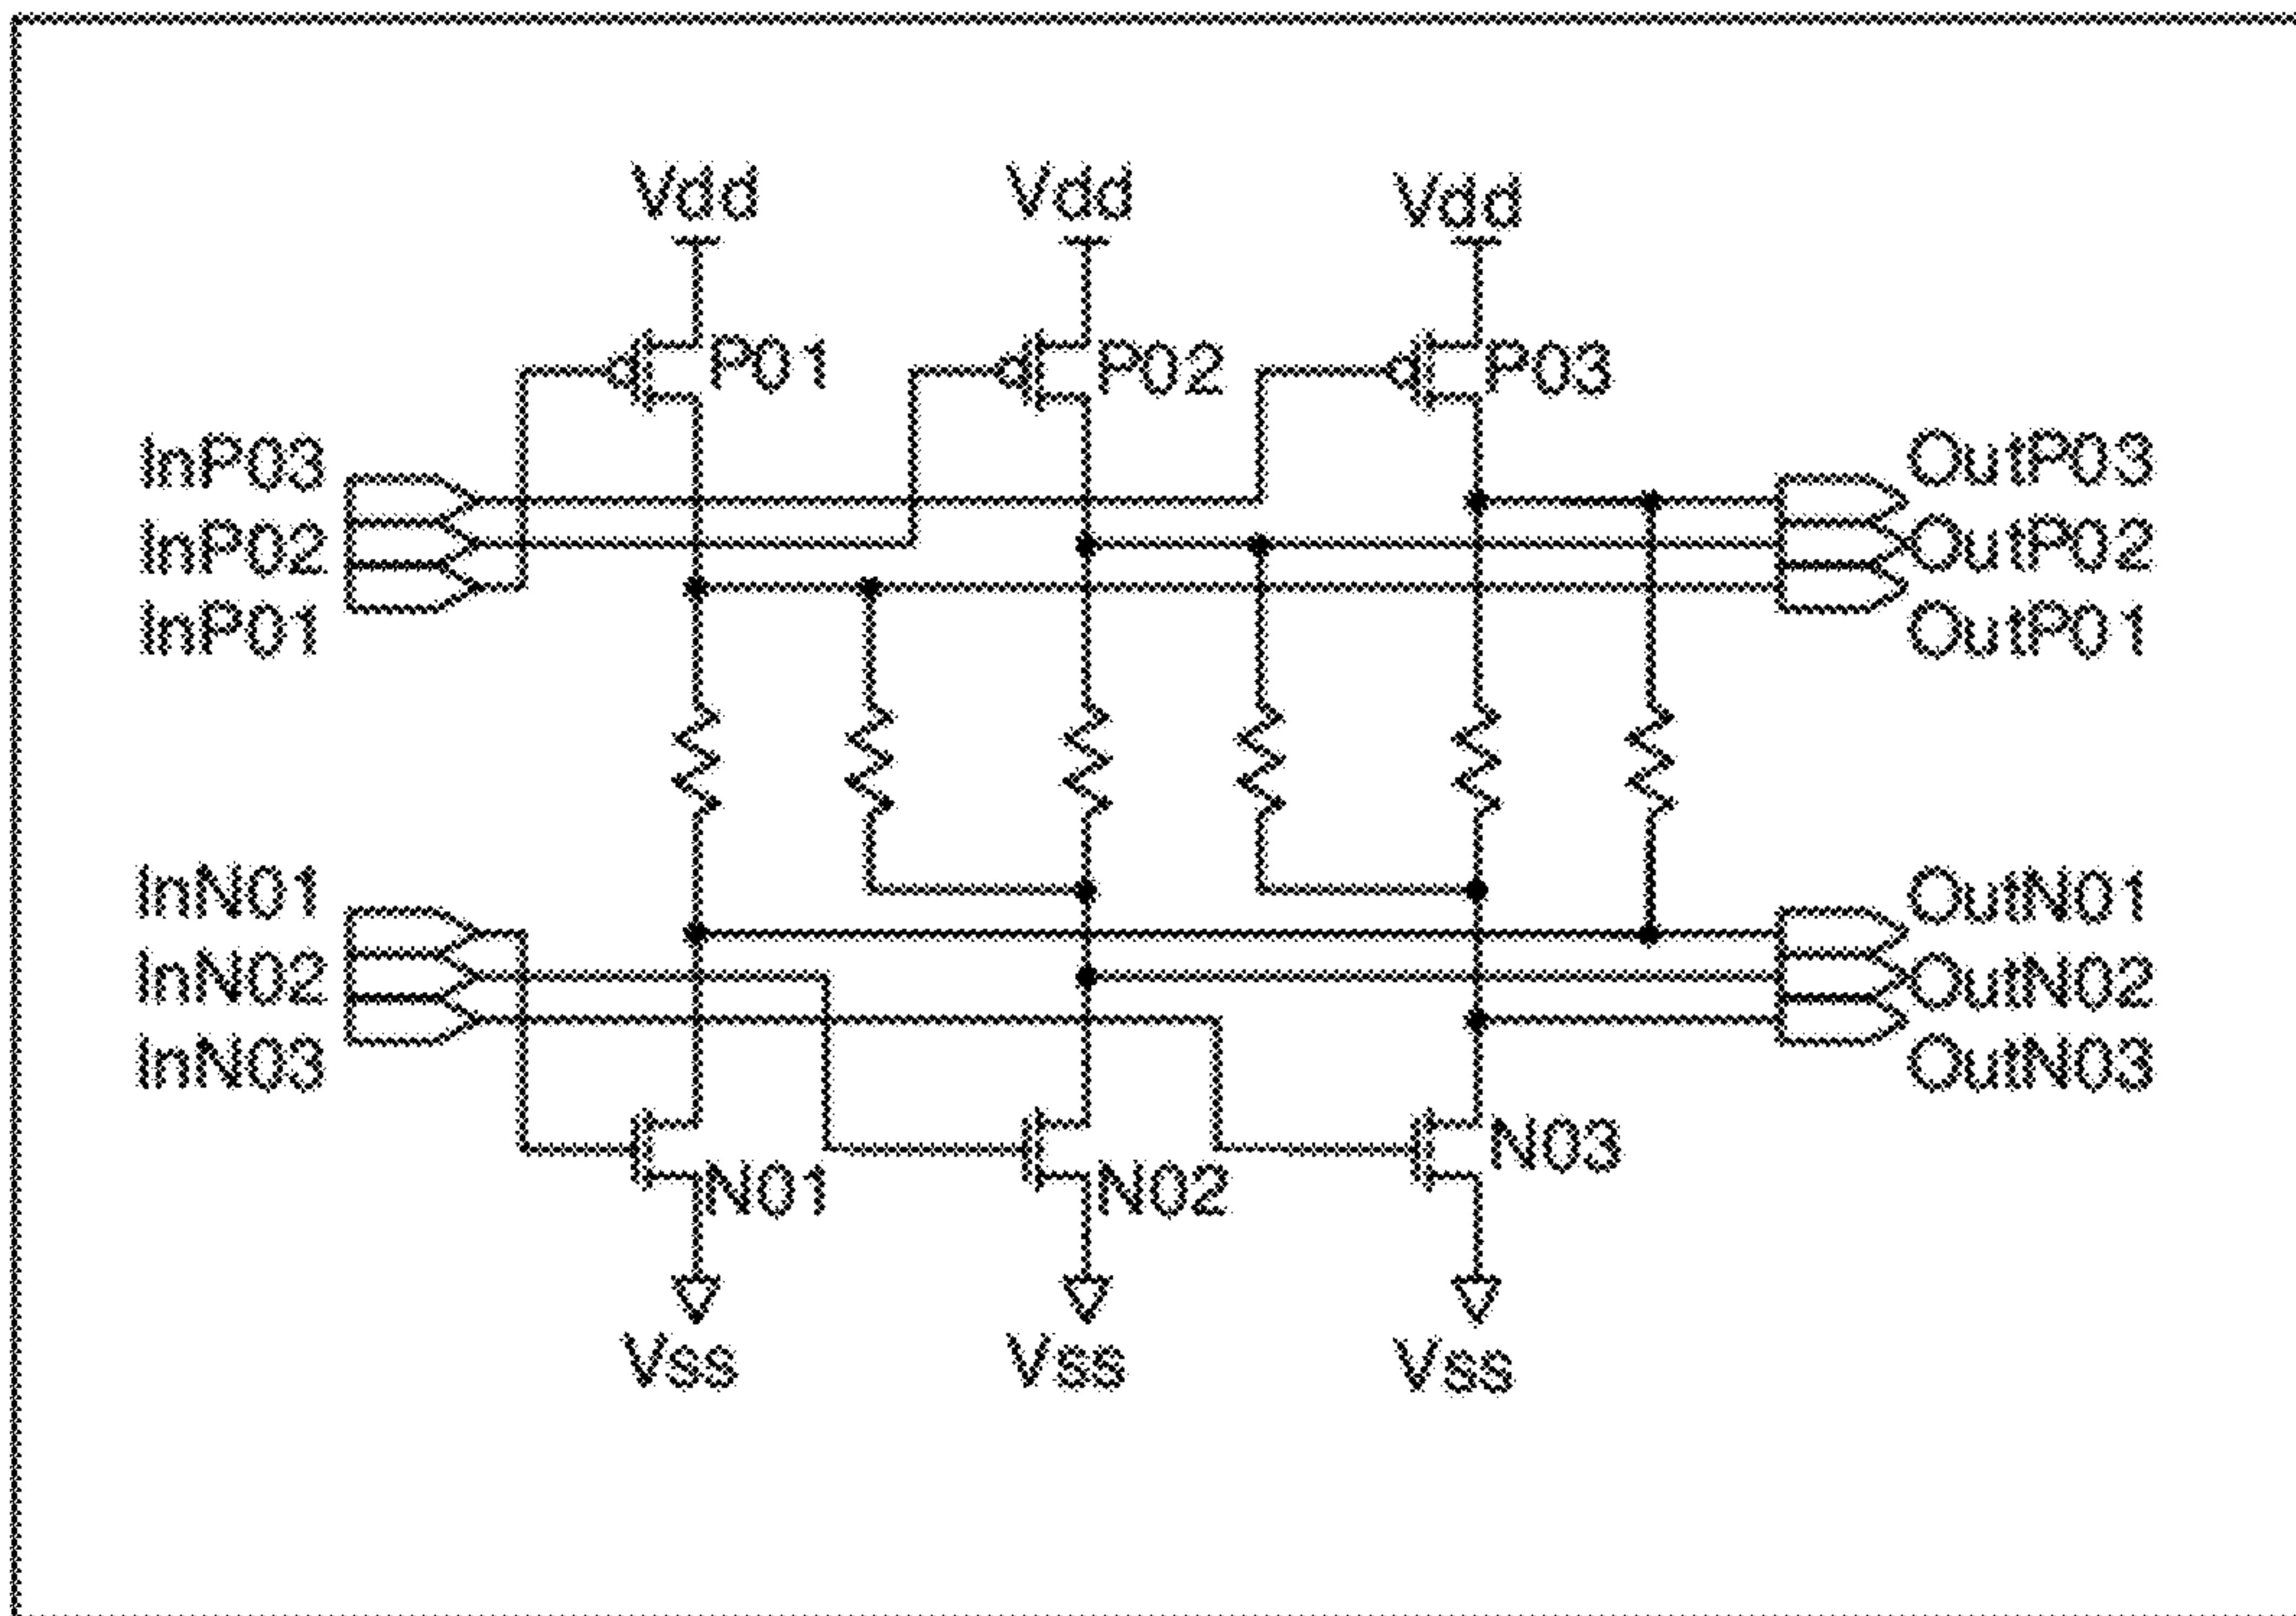 Vdd
Vdd
Vdd
P01
P02
P03
InP03
InP02
InP01
OutP03
OutP02
OutP01
InN01
InN02
InN03
OutN01
OutN02
OutN03
N01
N02
N03
Vss
Vss
Vss